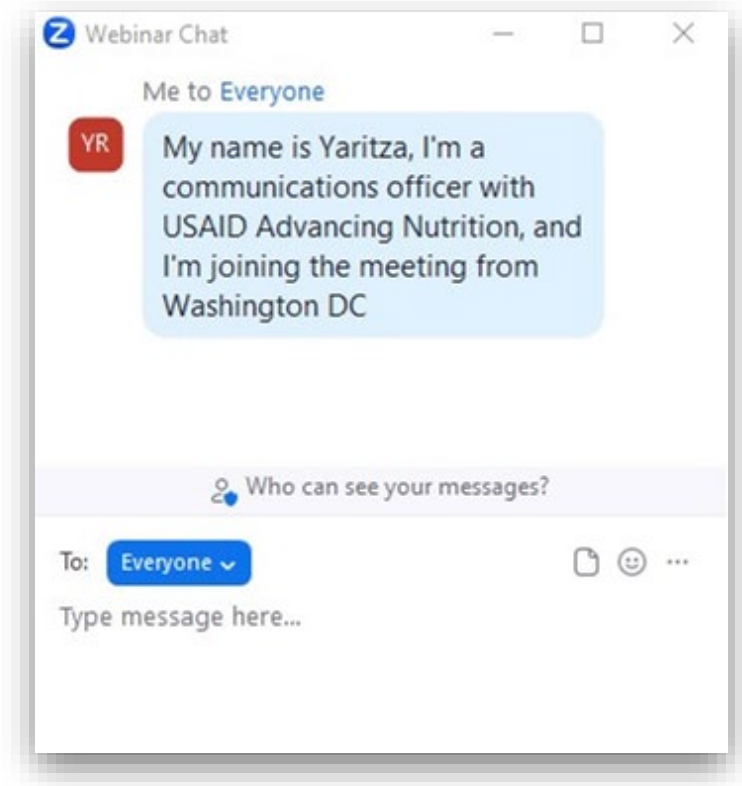 Z Webinar Chat
Me to Everyone
YR
My name is Yaritza, I'm a
communications officer with
USAID Advancing Nutrition, and
I'm joining the meeting from
Washington DC
Who can see your messages?
To: Everyone
Type message here...